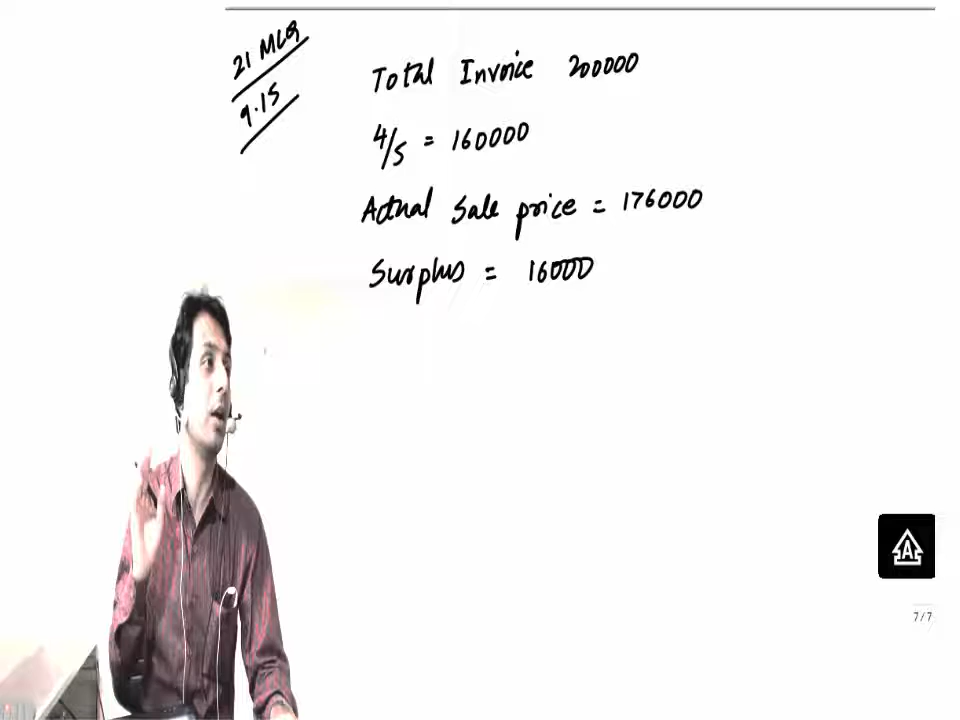 21 MCQ
9.15
Total Invoice 200000
4/5 = 160000
Actual Sale price = 176000
Surplus = 16000
A
7/7